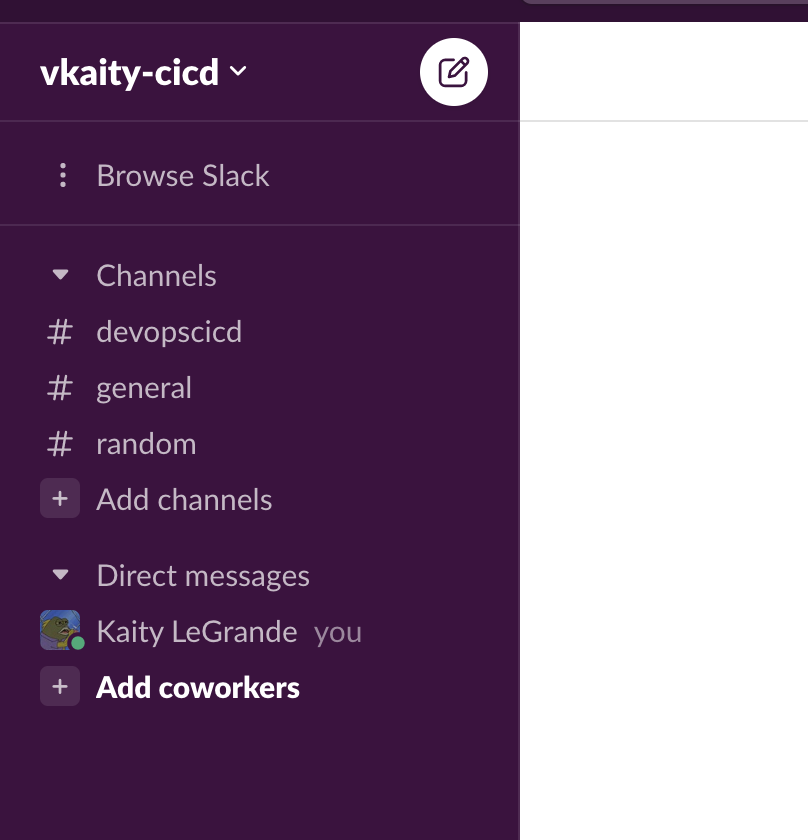 vkaity-cicd
Browse Slack
Channels
# devopscicd
# general
# random
+ Add channels
Direct messages
Kaity LeGrande you
+ Add coworkers